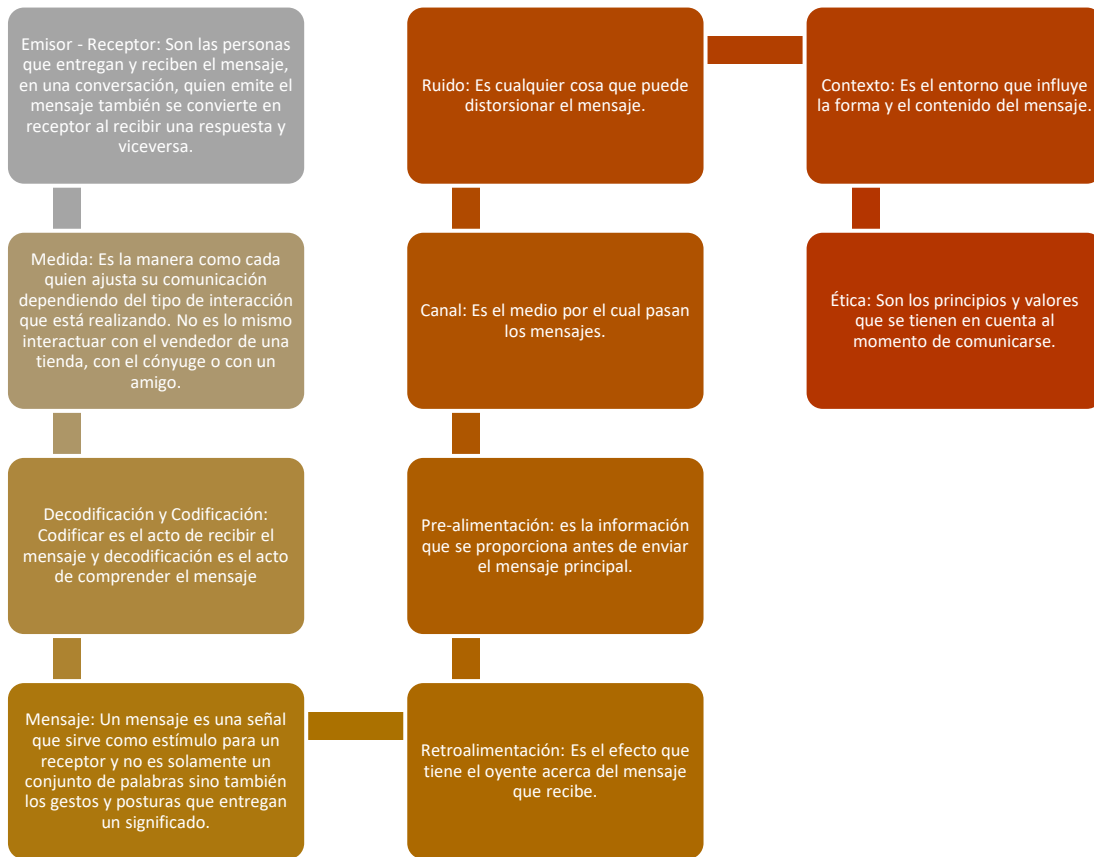 Emisor - Receptor: Son las personas
que entregan y reciben el mensaje,
en una conversación, quien emite el
mensaje también se convierte en
receptor al recibir una respuesta y
viceversa.
Medida: Es la manera como cada
quien ajusta su comunicación
dependiendo del tipo de interacción
que está realizando. No es lo mismo
interactuar con el vendedor de una
tienda, con el cónyuge o con un
amigo.
Decodificación y Codificación:
Codificar es el acto de recibir el
mensaje y decodificación es el acto
de comprender el mensaje
Mensaje: Un mensaje es una señal
que sirve como estímulo para un
receptor y no es solamente un
conjunto de palabras sino también
los gestos y posturas que entregan
un significado.
Retroalimentación: Es el efecto que
tiene el oyente acerca del mensaje
que recibe.
Pre-alimentación: es la información
que se proporciona antes de enviar
el mensaje principal.
Canal: Es el medio por el cual pasan
los mensajes.
Ruido: Es cualquier cosa que puede
distorsionar el mensaje.
Contexto: Es el entorno que influye
la forma y el contenido del mensaje.
Ética: Son los principios y valores
que se tienen en cuenta al
momento de comunicarse.